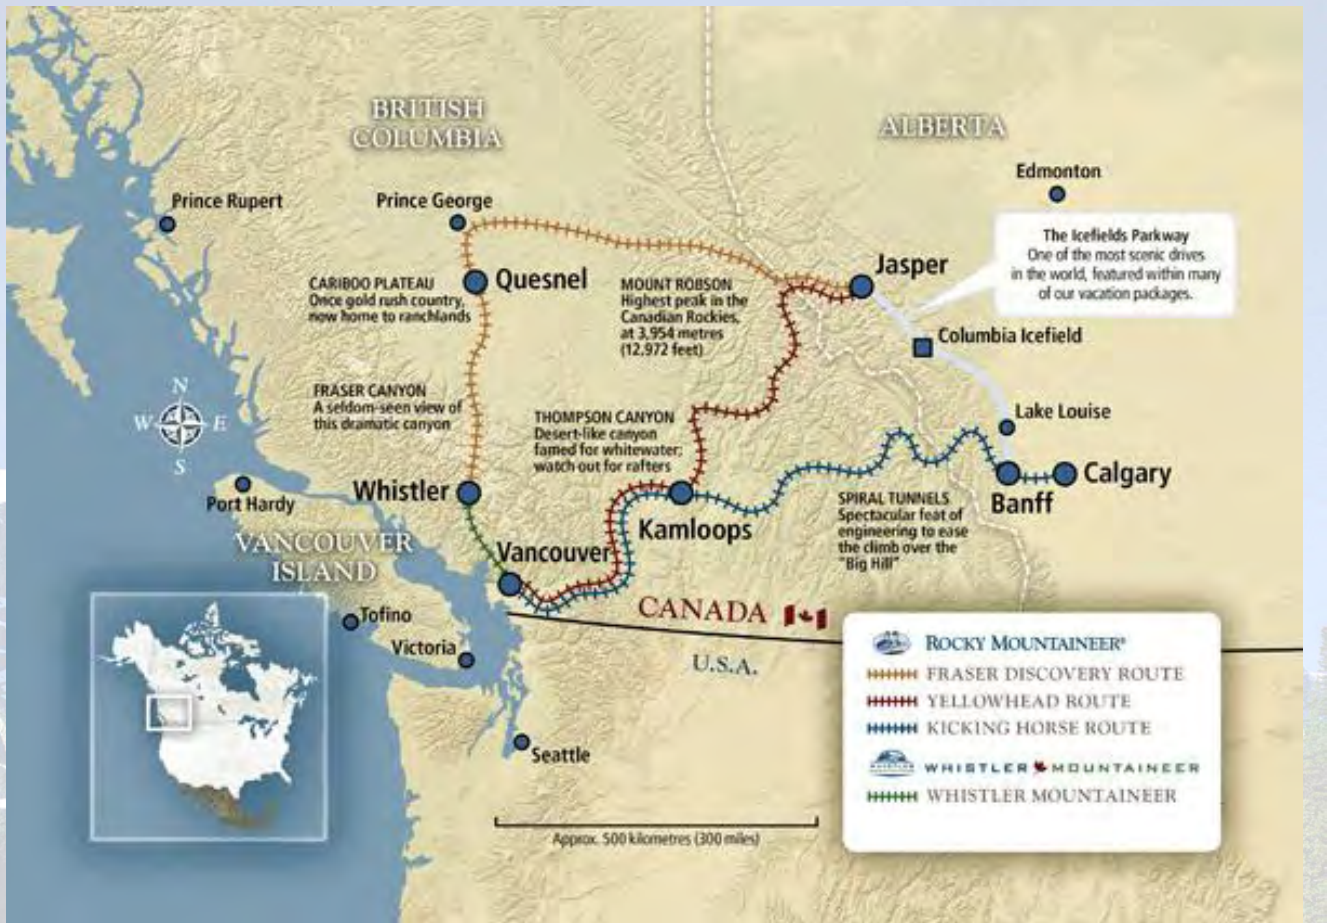 BRITISH
COLUMBIA
ALBERTA
Edmonton
Prince Rupert
Prince George
The Icefields Parkway
One of the most scenic drives
in the world, featured within many
of our vacation packages.
Jasper
Quesnel
CARIBOO PLATEAU
Once gold rush country,
now home to ranchlands
MOUNT ROBSON
Highest peak in the
Canadian Rockies,
at 3,954 metres
(12,972 feet)
Columbia Icefield
N
W E
S
FRASER CANYON
A seldom-seen view of
this dramatic canyon
THOMPSON CANYON
Desert-like canyon
famed for whitewater;
watch out for rafters
Lake Louise
Calgary
Banff
Whistler
Port Hardy
Kamloops
SPIRAL TUNNELS
Spectacular feat of
engineering to ease
the climb over the
"Big Hill"
VANCOUVER
ISLAND
Vancouver
Tofino
Victoria
CANADA
U.S.A.
Seattle
ROCKY MOUNTAINEER®
FRASER DISCOVERY ROUTE
YELLOWHEAD ROUTE
KICKING HORSE ROUTE
WHISTLER MOUNTAINEER
WHISTLER MOUNTAINEER
Approx. 500 kilometres (300 miles)